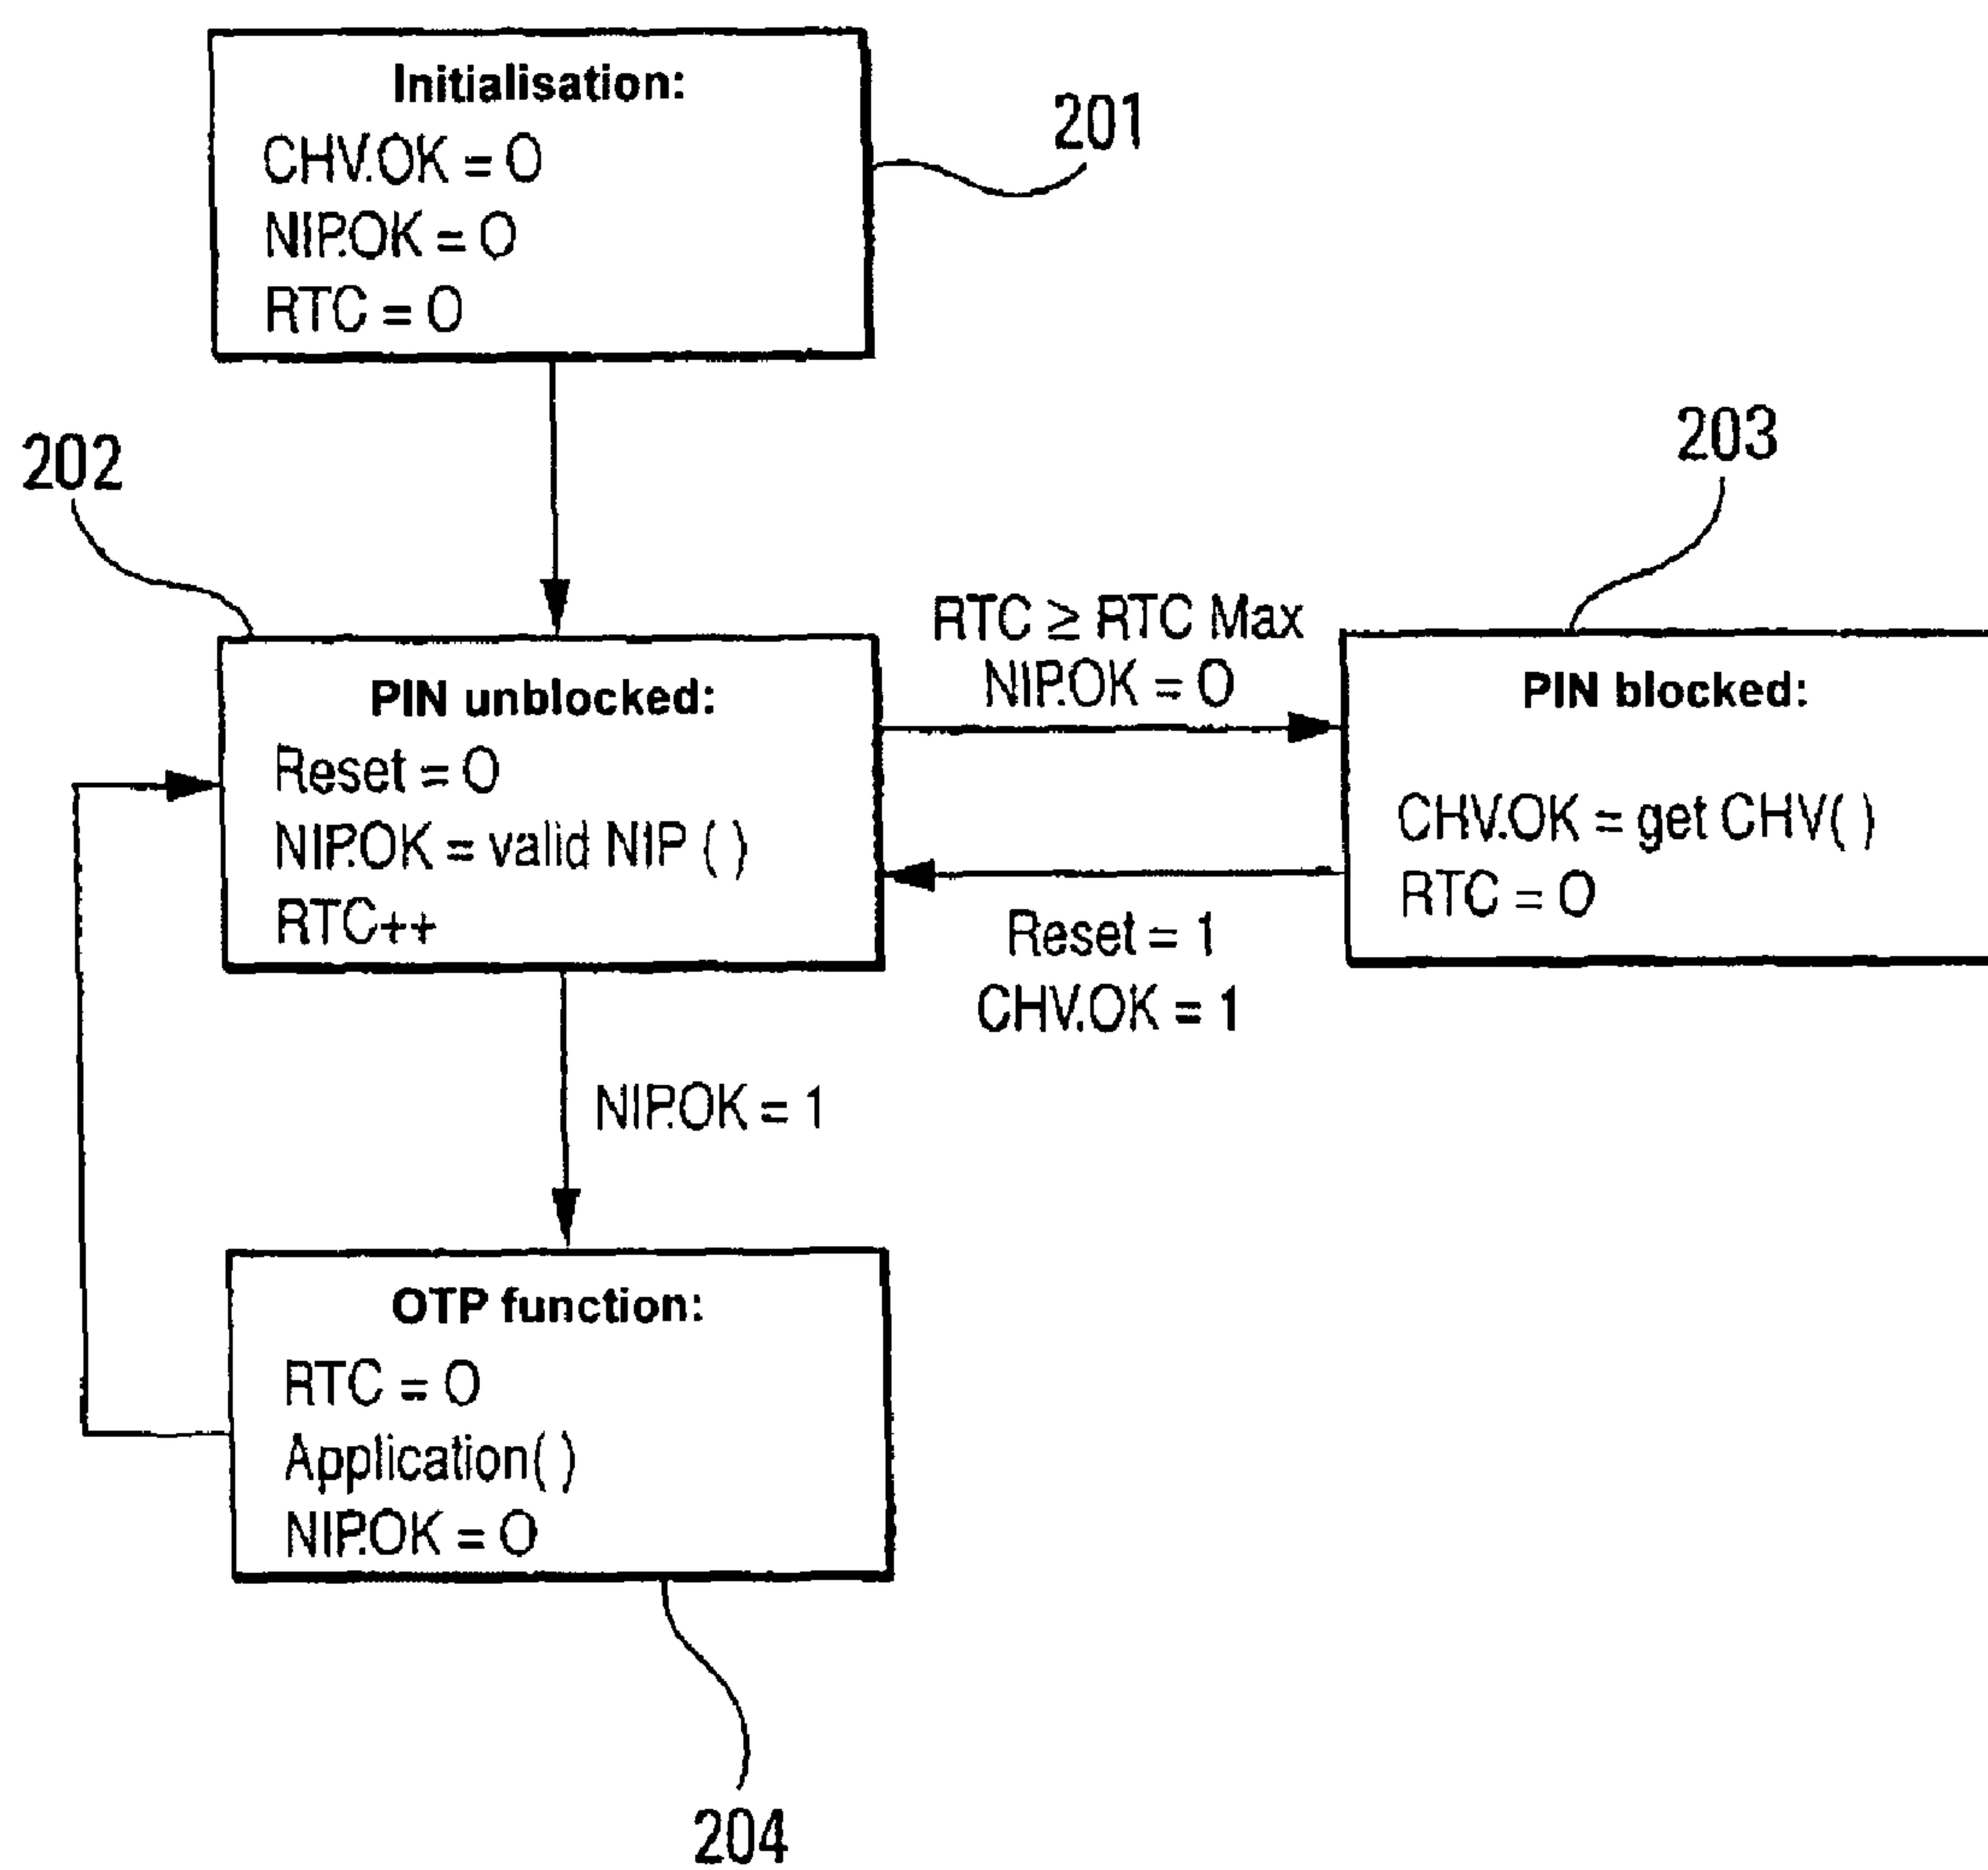 Initialisation:
CHV.OK = O
NIP.OK = O
RTC = O
201
202
203
PIN unblocked:
Reset = O
NIP.OK = valid NIP ( )
RTC++
RTC ≥ RTC Max
NIP.OK = O
Reset = 1
CHV.OK = 1
PIN blocked:
CHV.OK = get CHV( )
RTC = O
NIP.OK = 1
OTP function:
RTC = O
Application( )
NIP.OK = O
204